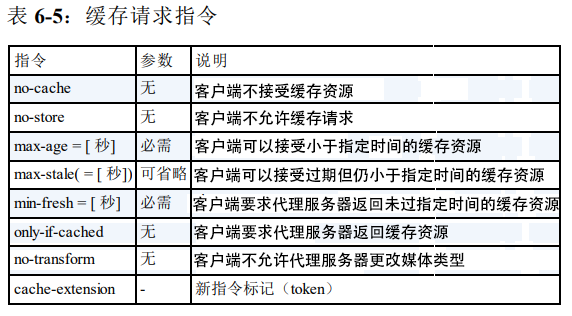 表 6-5：缓存请求指令
指令 参数 说明
no-cache 无 客户端不接受缓存资源
no-store 无 客户端不允许缓存请求
max-age = [ 秒] 必需 客户端可以接受小于指定时间的缓存资源
max-stale( = [ 秒]) 可省略 客户端可以接受过期但仍小于指定时间的缓存资源
min-fresh = [ 秒] 必需 客户端要求代理服务器返回未过指定时间的缓存资源
only-if-cached 无 客户端要求代理服务器返回缓存资源
no-transform 无 客户端不允许代理服务器更改媒体类型
cache-extension - 新指令标记（token）